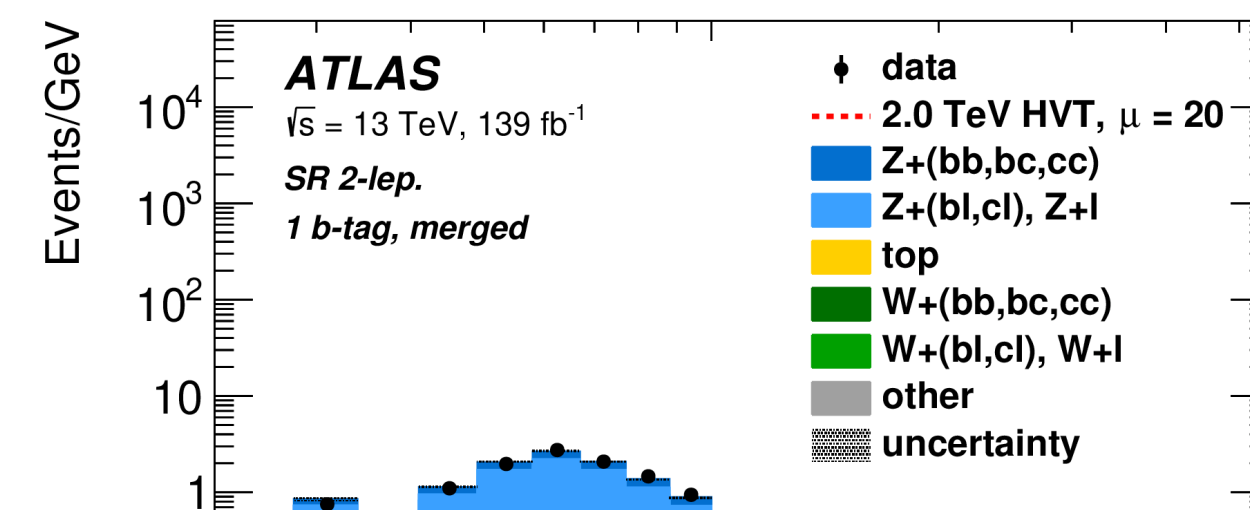 Events/GeV
10⁴
10³
10²
10
1
ATLAS
√s = 13 TeV, 139 fb⁻¹
SR 2-lep.
1 b-tag, merged
data
2.0 TeV HVT, μ = 20
Z+(bb,bc,cc)
Z+(bl,cl), Z+l
top
W+(bb,bc,cc)
W+(bl,cl), W+l
other
uncertainty